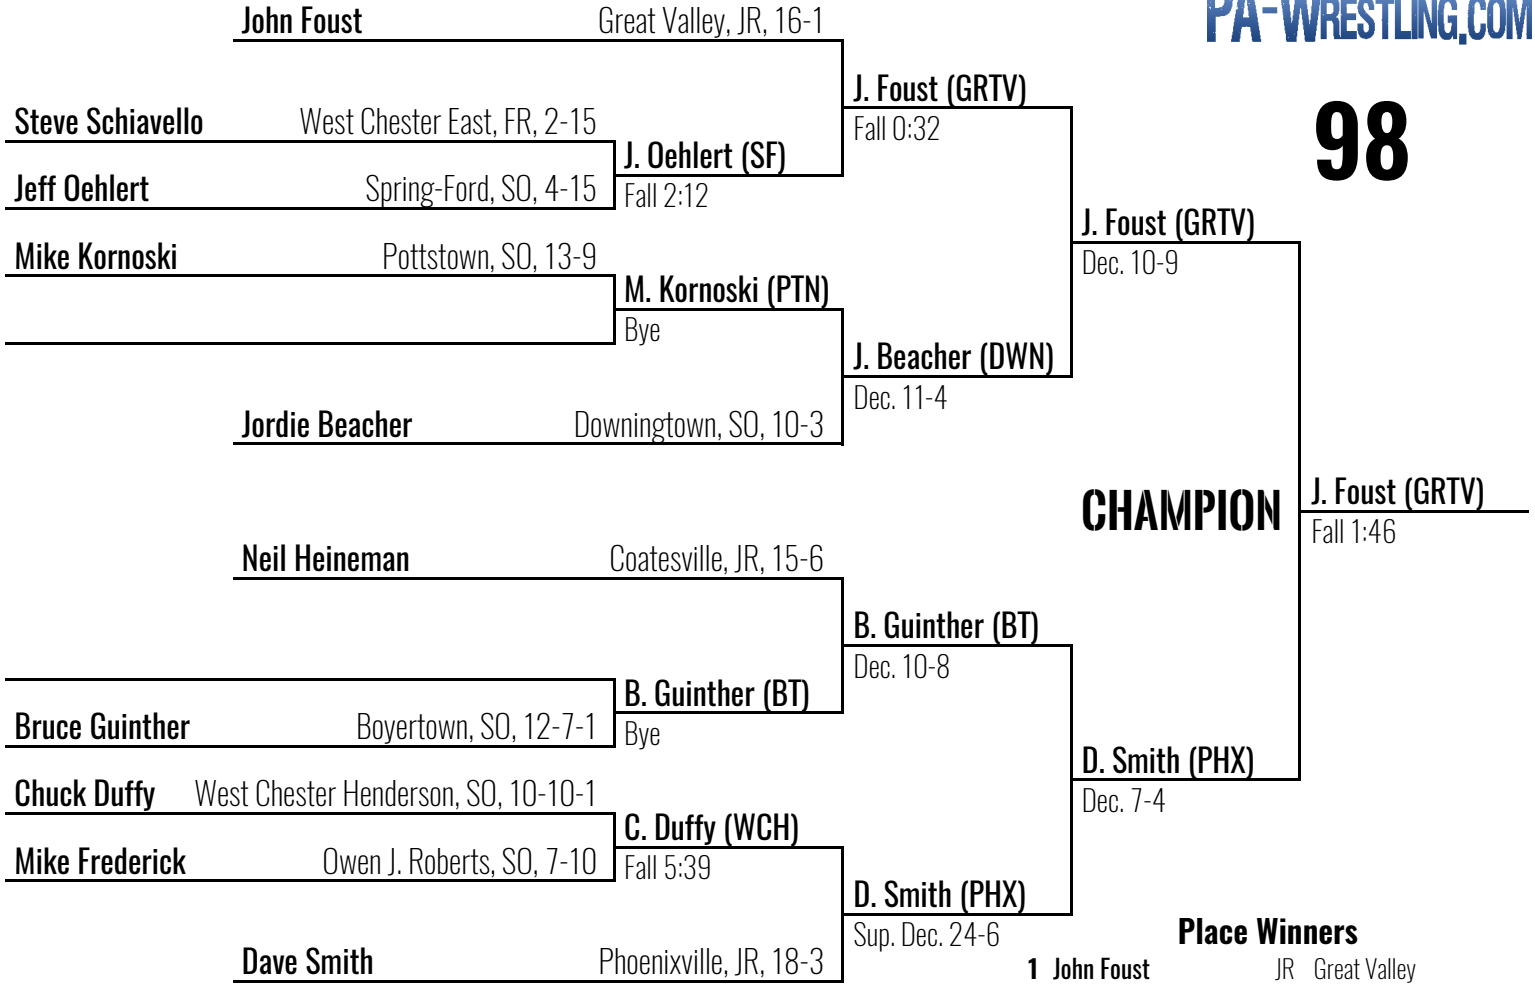 John Foust Great Valley, JR, 16-1
PA-WRESTLING.COM
J. Foust (GRTV)
Steve Schiavello West Chester East, FR, 2-15
Fall 0:32
98
J. Oehlert (SF)
Jeff Oehlert Spring-Ford, SO, 4-15
Fall 2:12
J. Foust (GRTV)
Mike Kornoski Pottstown, SO, 13-9
Dec. 10-9
M. Kornoski (PTN)
Bye
J. Beacher (DWN)
Dec. 11-4
Jordie Beacher Downingtown, SO, 10-3
CHAMPION
J. Foust (GRTV)
Fall 1:46
Neil Heineman Coatesville, JR, 15-6
B. Guinther (BT)
Dec. 10-8
B. Guinther (BT)
Bruce Guinther Boyertown, SO, 12-7-1
Bye
D. Smith (PHX)
Chuck Duffy West Chester Henderson, SO, 10-10-1
Dec. 7-4
C. Duffy (WCH)
Mike Frederick Owen J. Roberts, SO, 7-10
Fall 5:39
D. Smith (PHX)
Sup. Dec. 24-6
Place Winners
Dave Smith Phoenixville, JR, 18-3
1 John Foust JR Great Valley